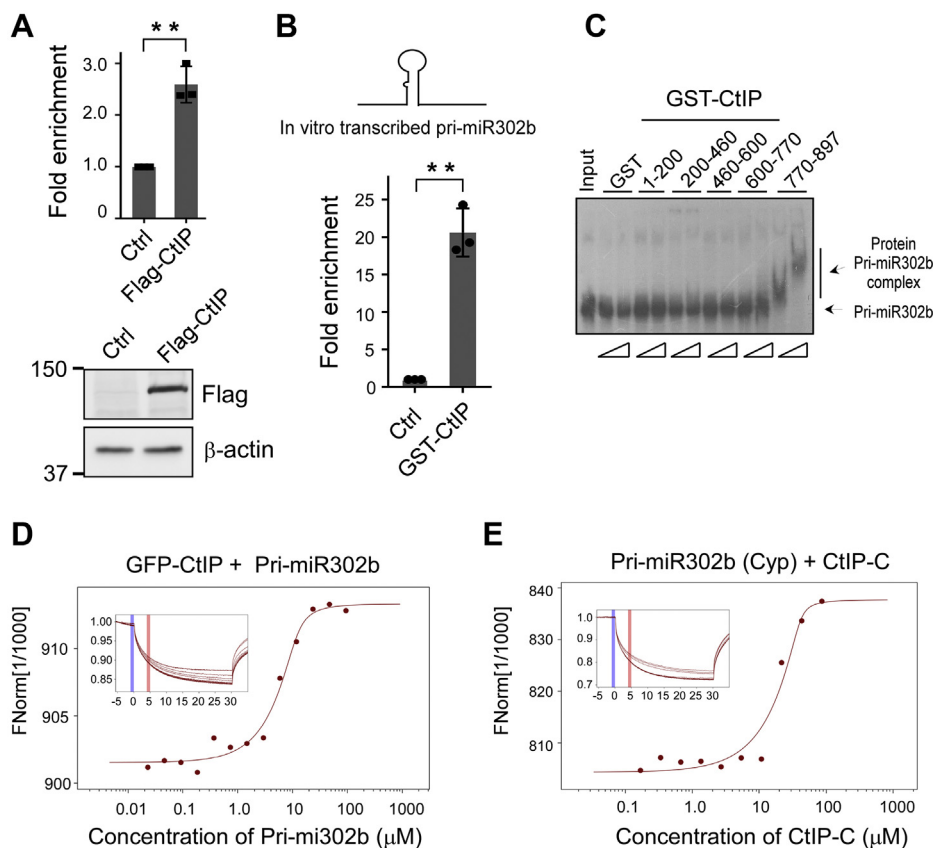 A
* *
Fold enrichment
3.0
2.0
1.0
0
Ctrl
Flag-CtIP
Ctrl
Flag-CtIP
150
Flag
β-actin
37
B
In vitro transcribed pri-miR302b
* *
Fold enrichment
25
20
15
10
5
0
Ctrl
GST-CtIP
C
GST-CtIP
Input
GST
1-200
200-460
460-600
600-770
770-897
Protein
Pri-miR302b
complex
Pri-miR302b
D
GFP-CtIP + Pri-miR302b
FNorm[1/1000]
910
905
900
1.00
0.95
0.90
0.85
-5 0 5 10 15 20 25 30
0.01 0.1 1.0 10 100 1000
Concentration of Pri-mi302b (μM)
E
Pri-miR302b (Cyp) + CtIP-C
FNorm[1/1000]
840
835
820
805
1.0
0.9
0.8
0.7
-5 0 5 10 15 20 25 30
0.1 1.0 10 100 1000
Concentration of CtIP-C (μM)